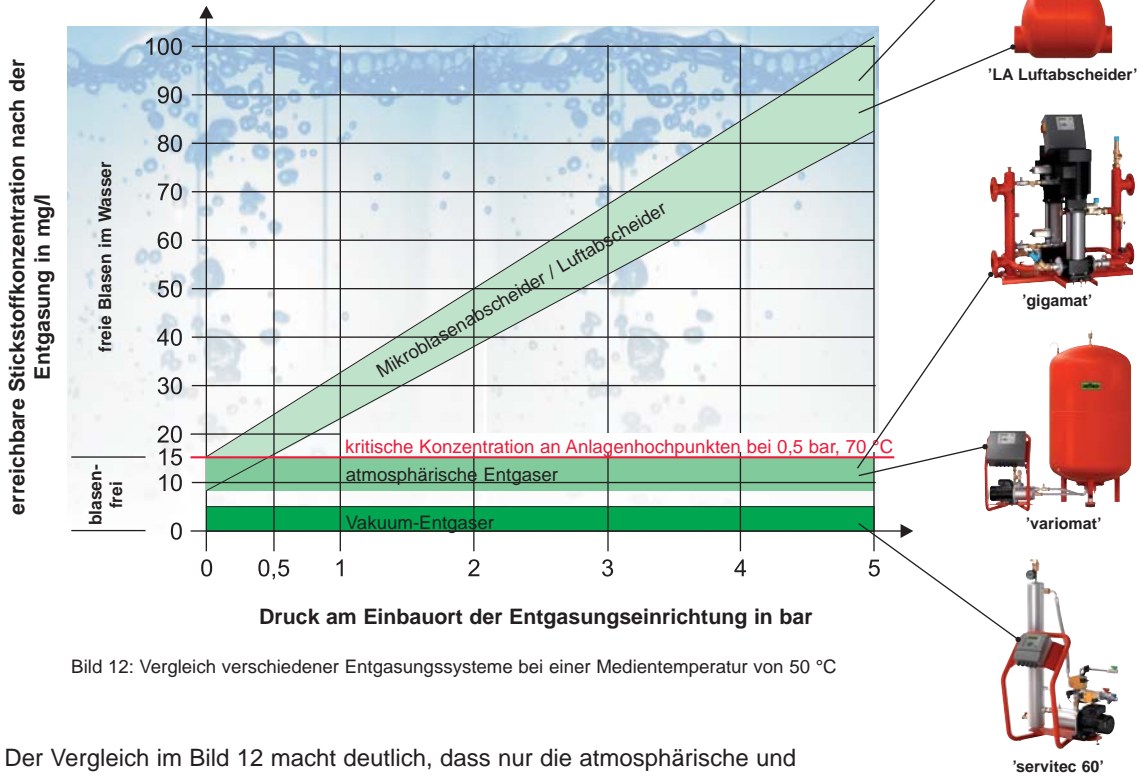 erreichbare Stickstoffkonzentration nach der
Entgasung in mg/l
freie Blasen im Wasser
blasen-
frei
100
90
80
70
60
50
40
30
20
15
10
0
Mikroblasenabscheider / Luftabscheider
kritische Konzentration an Anlagenhochpunkten bei 0,5 bar, 70 °C
atmosphärische Entgaser
Vakuum-Entgaser
0 0,5 1 2 3 4 5
Druck am Einbauort der Entgasungseinrichtung in bar
'LA Luftabscheider'
'gigamat'
'variomat'
'servitec 60'
Bild 12: Vergleich verschiedener Entgasungssysteme bei einer Medientemperatur von 50 °C
Der Vergleich im Bild 12 macht deutlich, dass nur die atmosphärische und